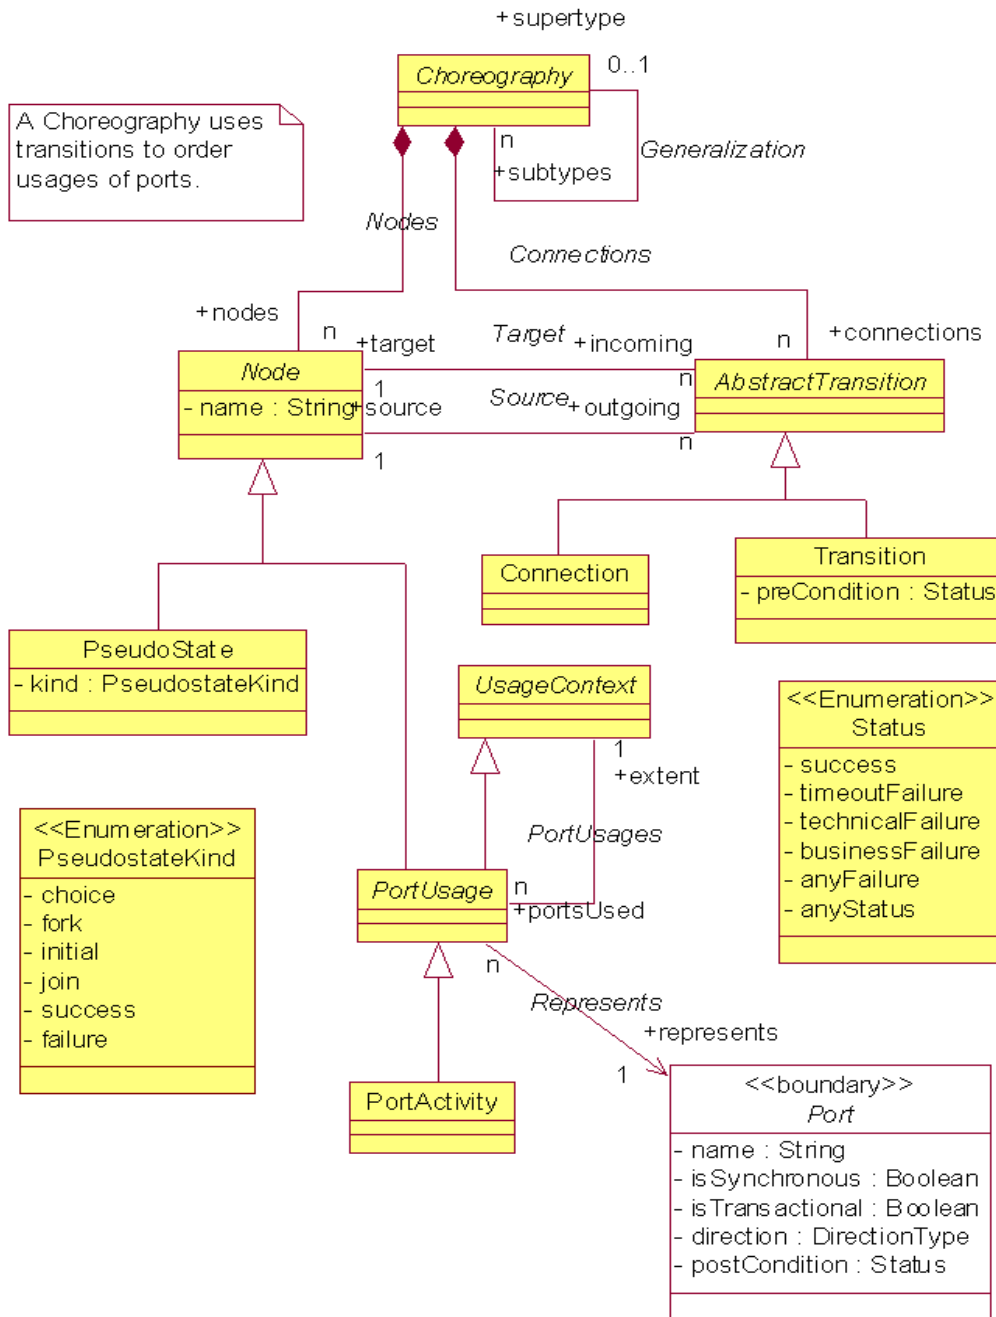 +supertype
Choreography
0..1
A Choreography uses
transitions to order
usages of ports.
n
+subtypes
Generalization
Nodes
Connections
+nodes
n
+target
Target
+incoming
n
+connections
Node
1
n
AbstractTransition
- name : String
+source
Source
+outgoing
1
n
Connection
Transition
- preCondition : Status
PseudoState
- kind : PseudostateKind
UsageContext
1
+extent
<<Enumeration>>
Status
- success
- timeoutFailure
- technicalFailure
- businessFailure
- anyFailure
- anyStatus
<<Enumeration>>
PseudostateKind
- choice
- fork
- initial
- join
- success
- failure
PortUsages
PortUsage
n
+portsUsed
n
Represents
+represents
1
PortActivity
<<boundary>>
Port
- name : String
- isSynchronous : Boolean
- isTransactional : Boolean
- direction : DirectionType
- postCondition : Status